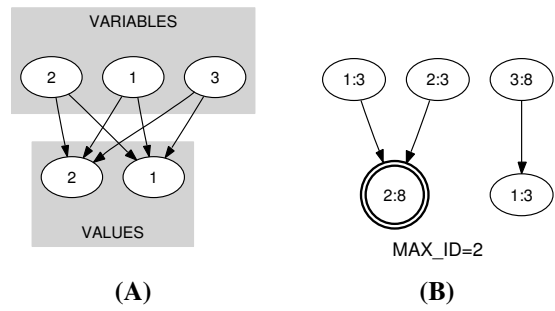 VARIABLES
2 1 3
2 1
VALUES
(A)
1:3 2:3 3:8
2:8 1:3
MAX_ID=2
(B)